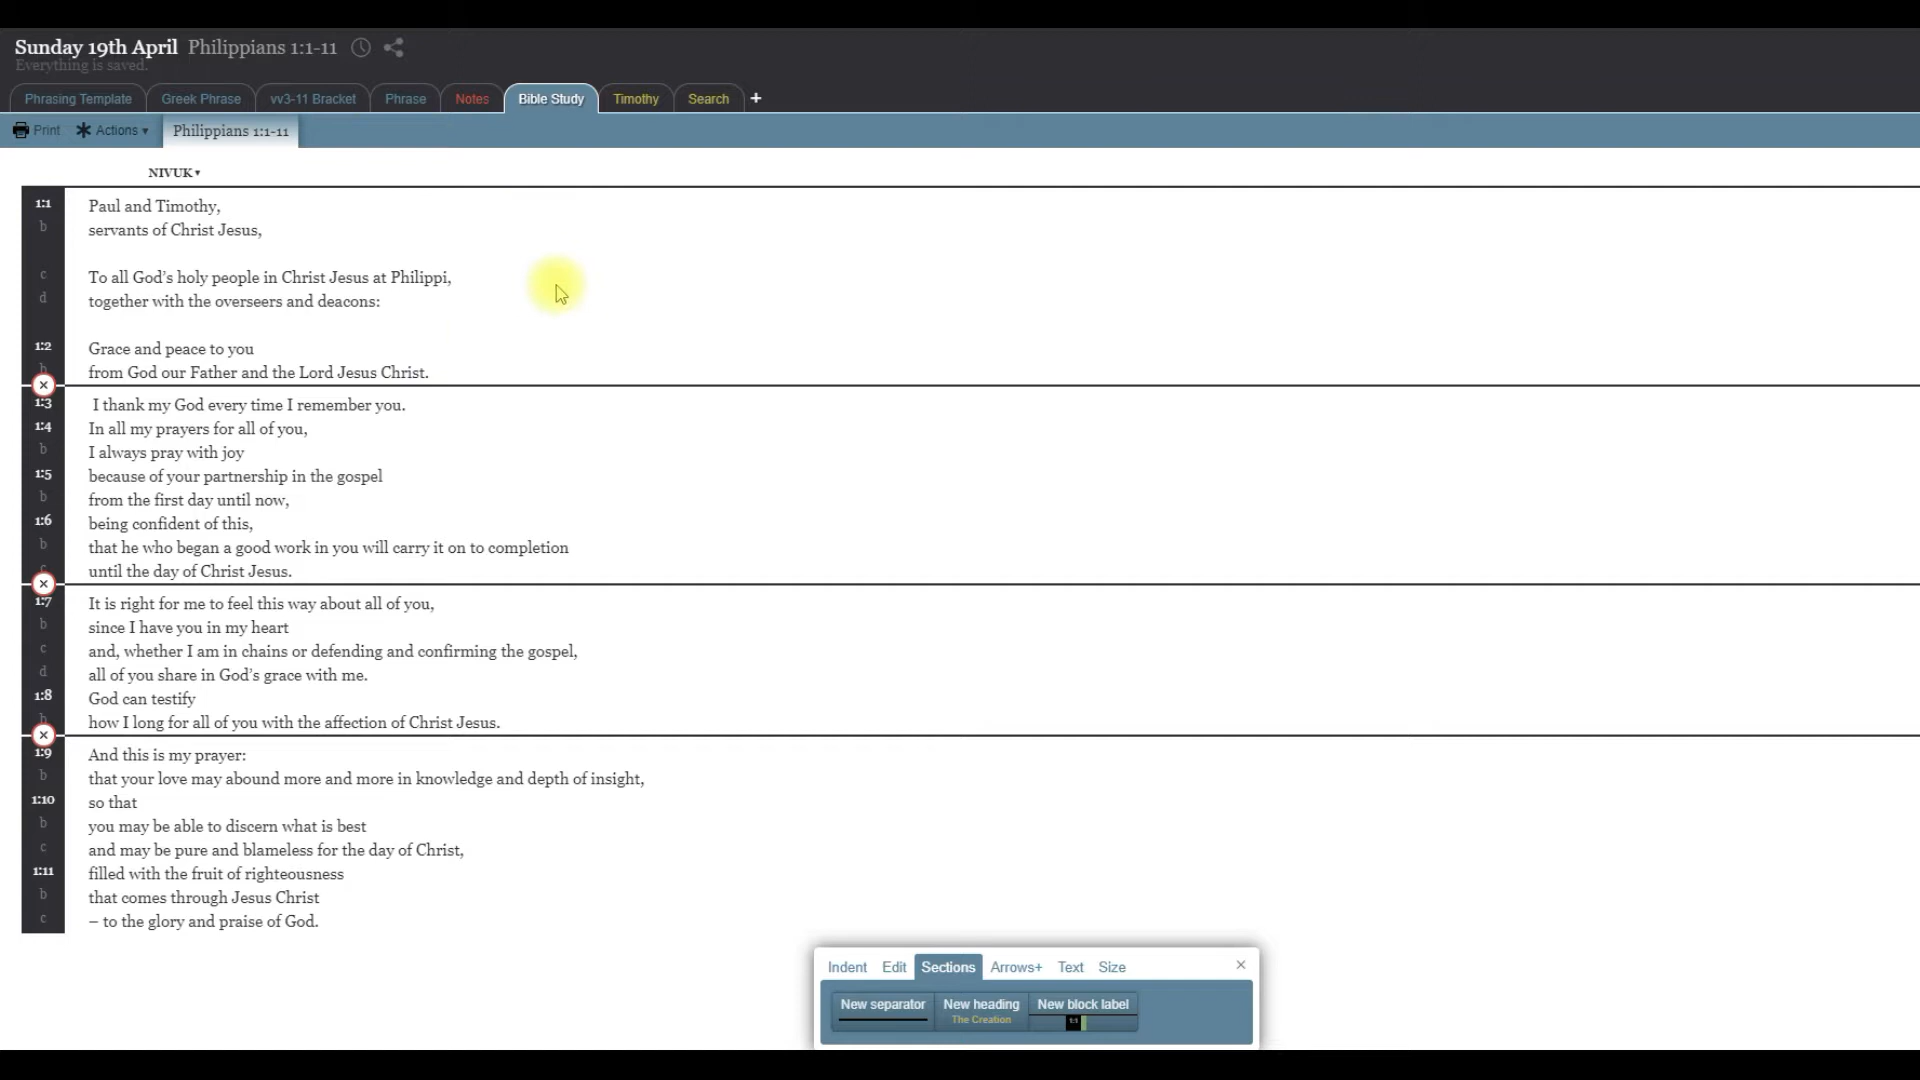 Sunday 19th April Philippians 1:1-11
Everything is saved.
Phrasing Template Greek Phrase vv3-11 Bracket Phrase Notes Bible Study Timothy Search +
Print Actions ▾ Philippians 1:1-11
NIVUK ▾
1:1 Paul and Timothy,
b servants of Christ Jesus,
c To all God’s holy people in Christ Jesus at Philippi,
d together with the overseers and deacons:
1:2 Grace and peace to you
b from God our Father and the Lord Jesus Christ.
1:3 I thank my God every time I remember you.
1:4 In all my prayers for all of you,
b I always pray with joy
1:5 because of your partnership in the gospel
b from the first day until now,
1:6 being confident of this,
b that he who began a good work in you will carry it on to completion
c until the day of Christ Jesus.
1:7 It is right for me to feel this way about all of you,
b since I have you in my heart
c and, whether I am in chains or defending and confirming the gospel,
d all of you share in God’s grace with me.
1:8 God can testify
b how I long for all of you with the affection of Christ Jesus.
1:9 And this is my prayer:
b that your love may abound more and more in knowledge and depth of insight,
1:10 so that
b you may be able to discern what is best
c and may be pure and blameless for the day of Christ,
1:11 filled with the fruit of righteousness
b that comes through Jesus Christ
c – to the glory and praise of God.
Indent Edit Sections Arrows+ Text Size ×
New separator New heading New block label
The Creation 1:1